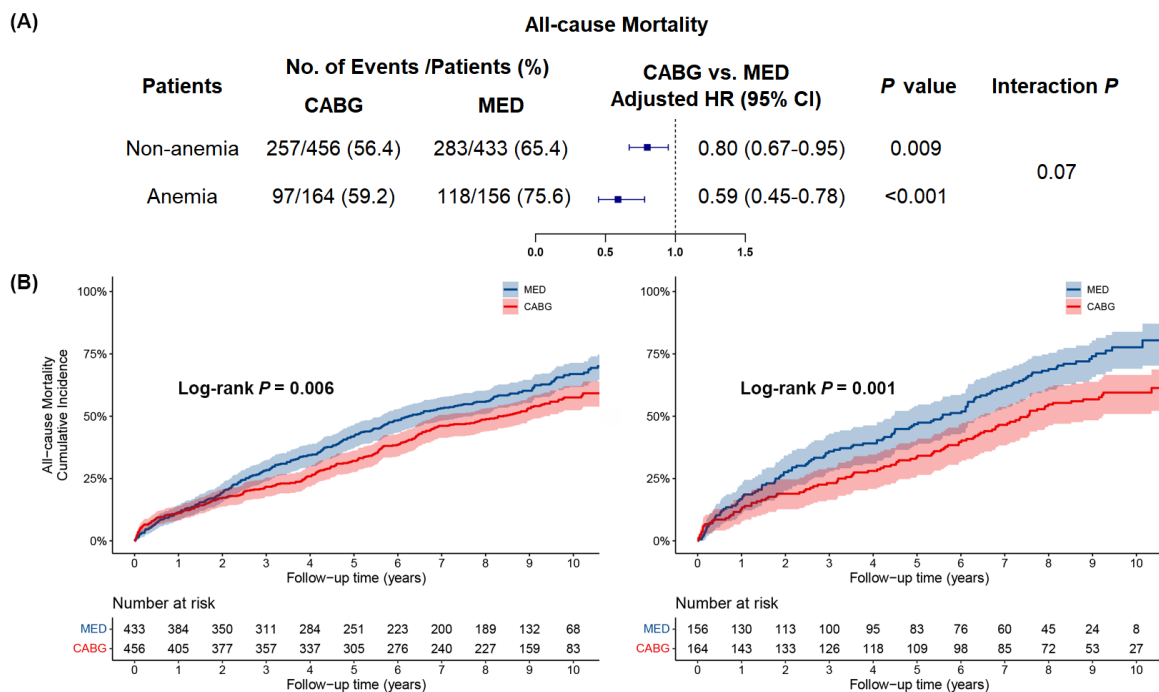 (A)
All-cause Mortality
Patients
No. of Events /Patients (%)
CABG MED
CABG vs. MED
Adjusted HR (95% CI)
P value
Interaction P
Non-anemia 257/456 (56.4) 283/433 (65.4) 0.80 (0.67-0.95) 0.009
0.07
Anemia 97/164 (59.2) 118/156 (75.6) 0.59 (0.45-0.78) <0.001
0.0 0.5 1.0 1.5
(B)
All−cause Mortality
Cumulative Incidence
100%
75%
50%
25%
0%
MED
CABG
Log-rank P = 0.006
0 1 2 3 4 5 6 7 8 9 10
Follow−up time (years)
Number at risk
MED 433 384 350 311 284 251 223 200 189 132 68
CABG 456 405 377 357 337 305 276 240 227 159 83
0 1 2 3 4 5 6 7 8 9 10
Follow−up time (years)
100%
75%
50%
25%
0%
MED
CABG
Log-rank P = 0.001
0 1 2 3 4 5 6 7 8 9 10
Follow−up time (years)
Number at risk
MED 156 130 113 100 95 83 76 60 45 24 8
CABG 164 143 133 126 118 109 98 85 72 53 27
0 1 2 3 4 5 6 7 8 9 10
Follow−up time (years)